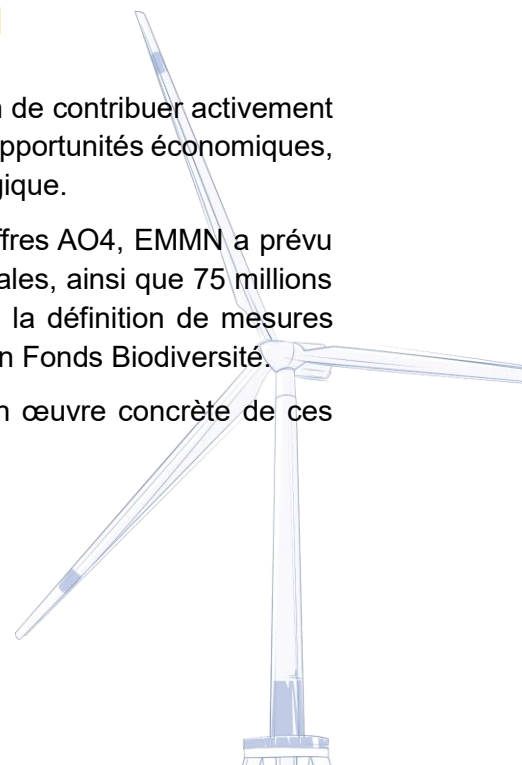 de contribuer activement
opportunités économiques,
gique.
ffres AO4, EMMN a prévu
ales, ainsi que 75 millions
la définition de mesures
n Fonds Biodiversité.
n œuvre concrète de ces